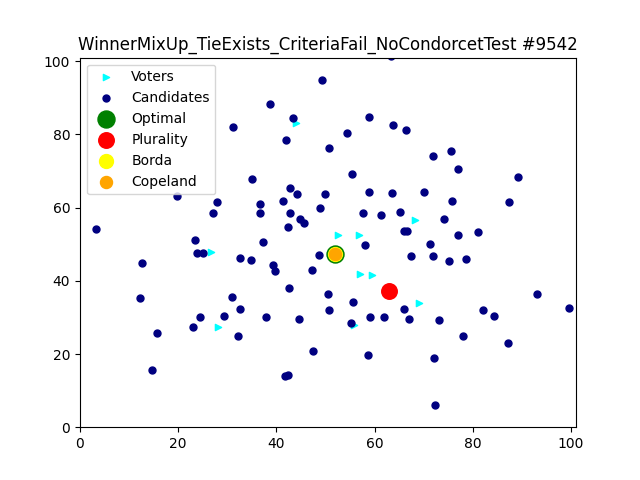 WinnerMixUp_TieExists_CriteriaFail_NoCondorcetTest #9542
100
80
60
40
20
0
Voters
Candidates
Optimal
Plurality
Borda
Copeland
0 20 40 60 80 100